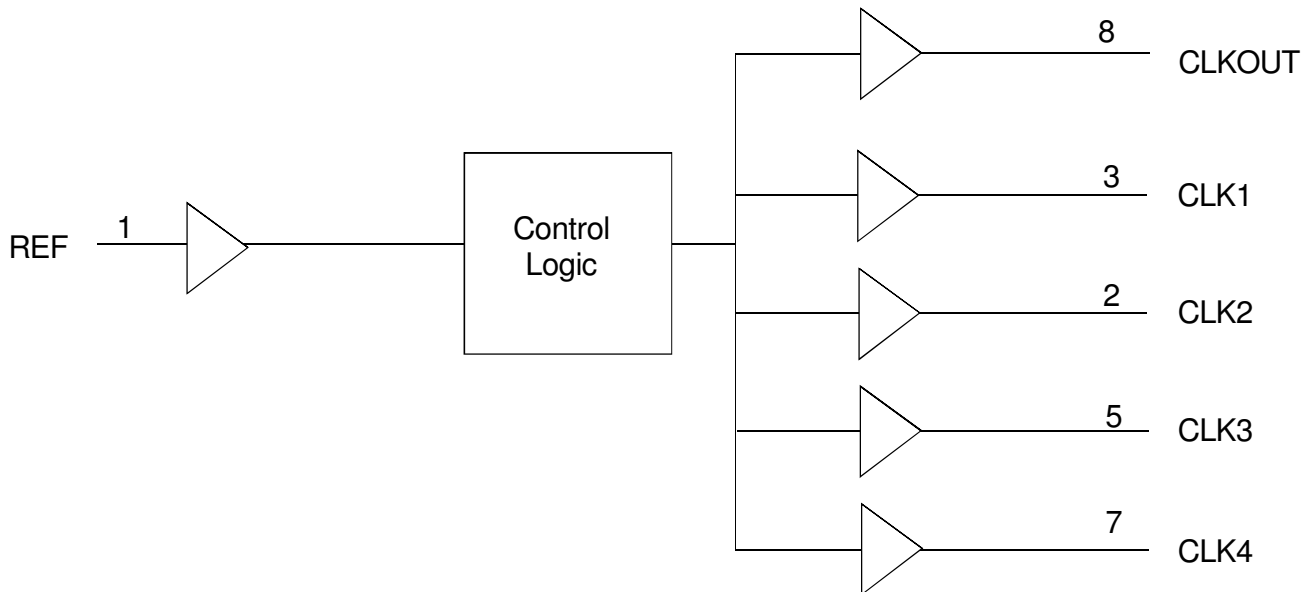 8
CLKOUT
3
CLK1
1
REF
Control
Logic
2
CLK2
5
CLK3
7
CLK4